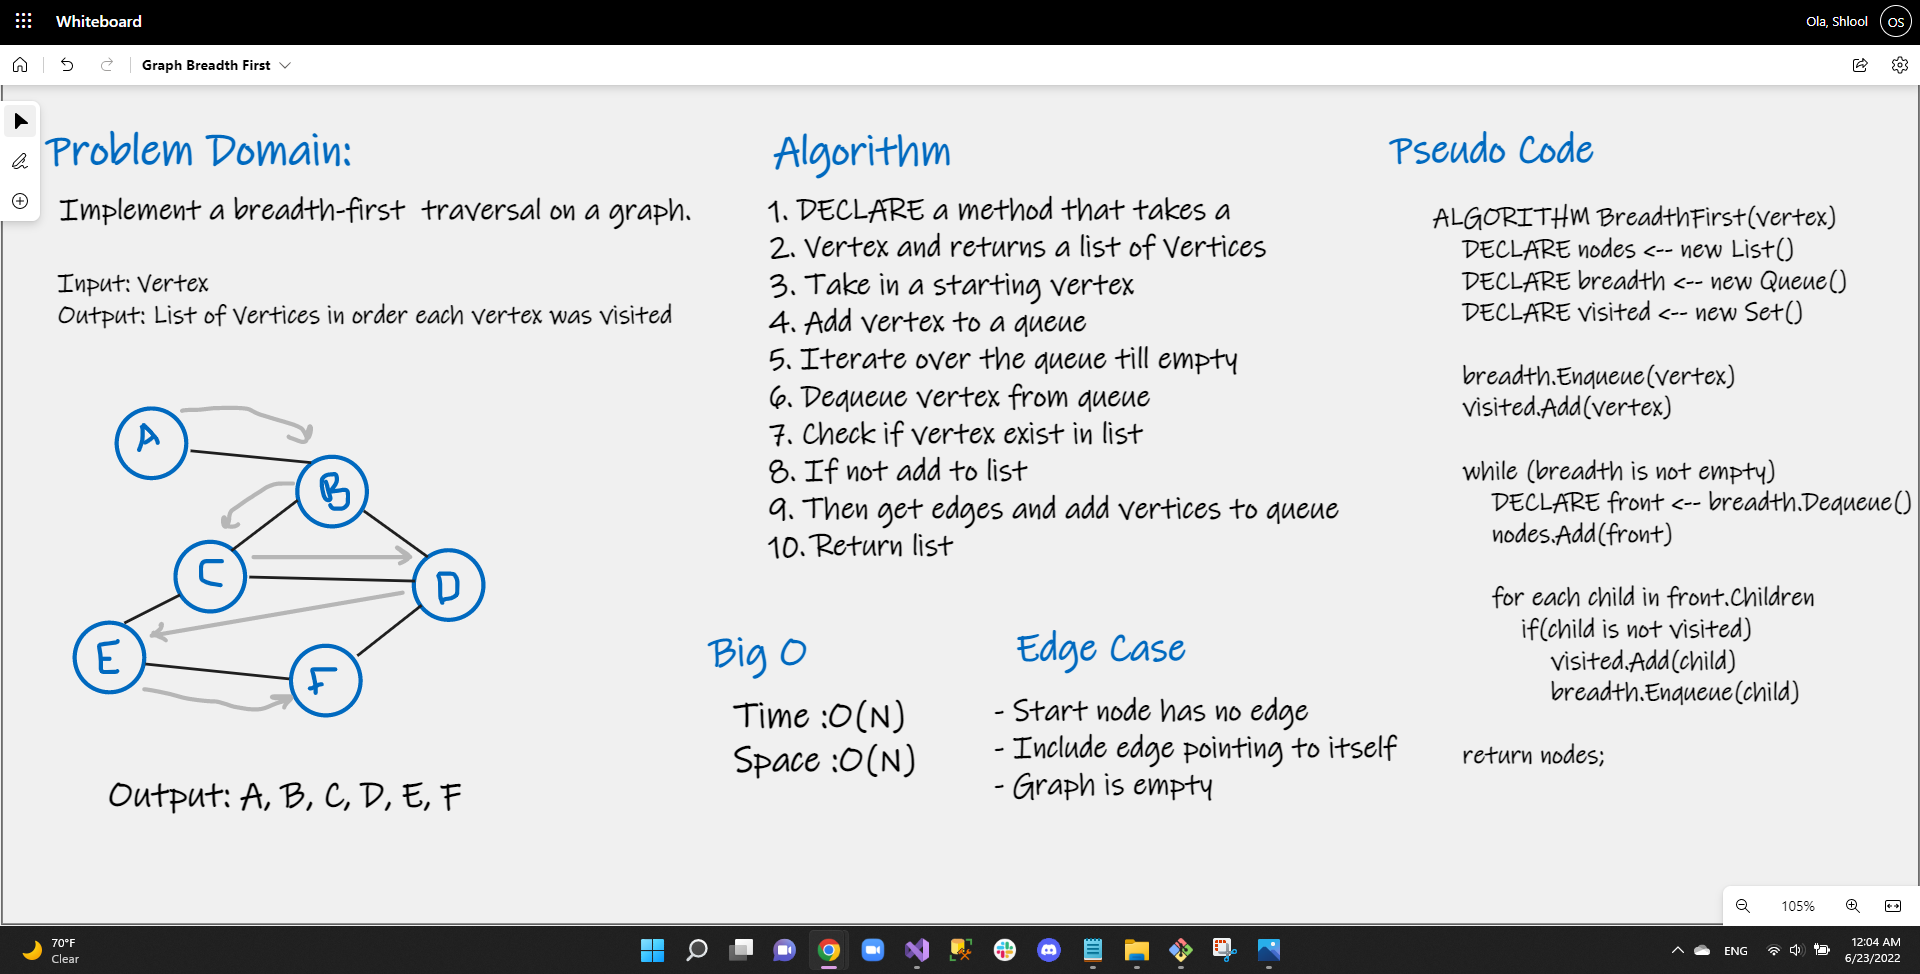 Whiteboard
Ola, Shlool
OS
Graph Breadth First
Problem Domain:
Implement a breadth-first traversal on a graph.
Input: Vertex
Output: List of Vertices in order each vertex was visited
A
B
C
D
E
F
Output: A, B, C, D, E, F
Algorithm
1. DECLARE a method that takes a
2. Vertex and returns a list of Vertices
3. Take in a starting vertex
4. Add vertex to a queue
5. Iterate over the queue till empty
6. Dequeue vertex from queue
7. Check if vertex exist in list
8. If not add to list
9. Then get edges and add vertices to queue
10. Return list
Big O
Time :O(N)
Space :O(N)
Edge Case
- Start node has no edge
- Include edge pointing to itself
- Graph is empty
Pseudo Code
ALGORITHM BreadthFirst(vertex)
DECLARE nodes <-- new List()
DECLARE breadth <-- new Queue()
DECLARE visited <-- new Set()
breadth.Enqueue(vertex)
visited.Add(vertex)
while (breadth is not empty)
DECLARE front <-- breadth.Dequeue()
nodes.Add(front)
for each child in front.Children
if(child is not visited)
visited.Add(child)
breadth.Enqueue(child)
return nodes;
105%
70°F
Clear
ENG
12:04 AM
6/23/2022